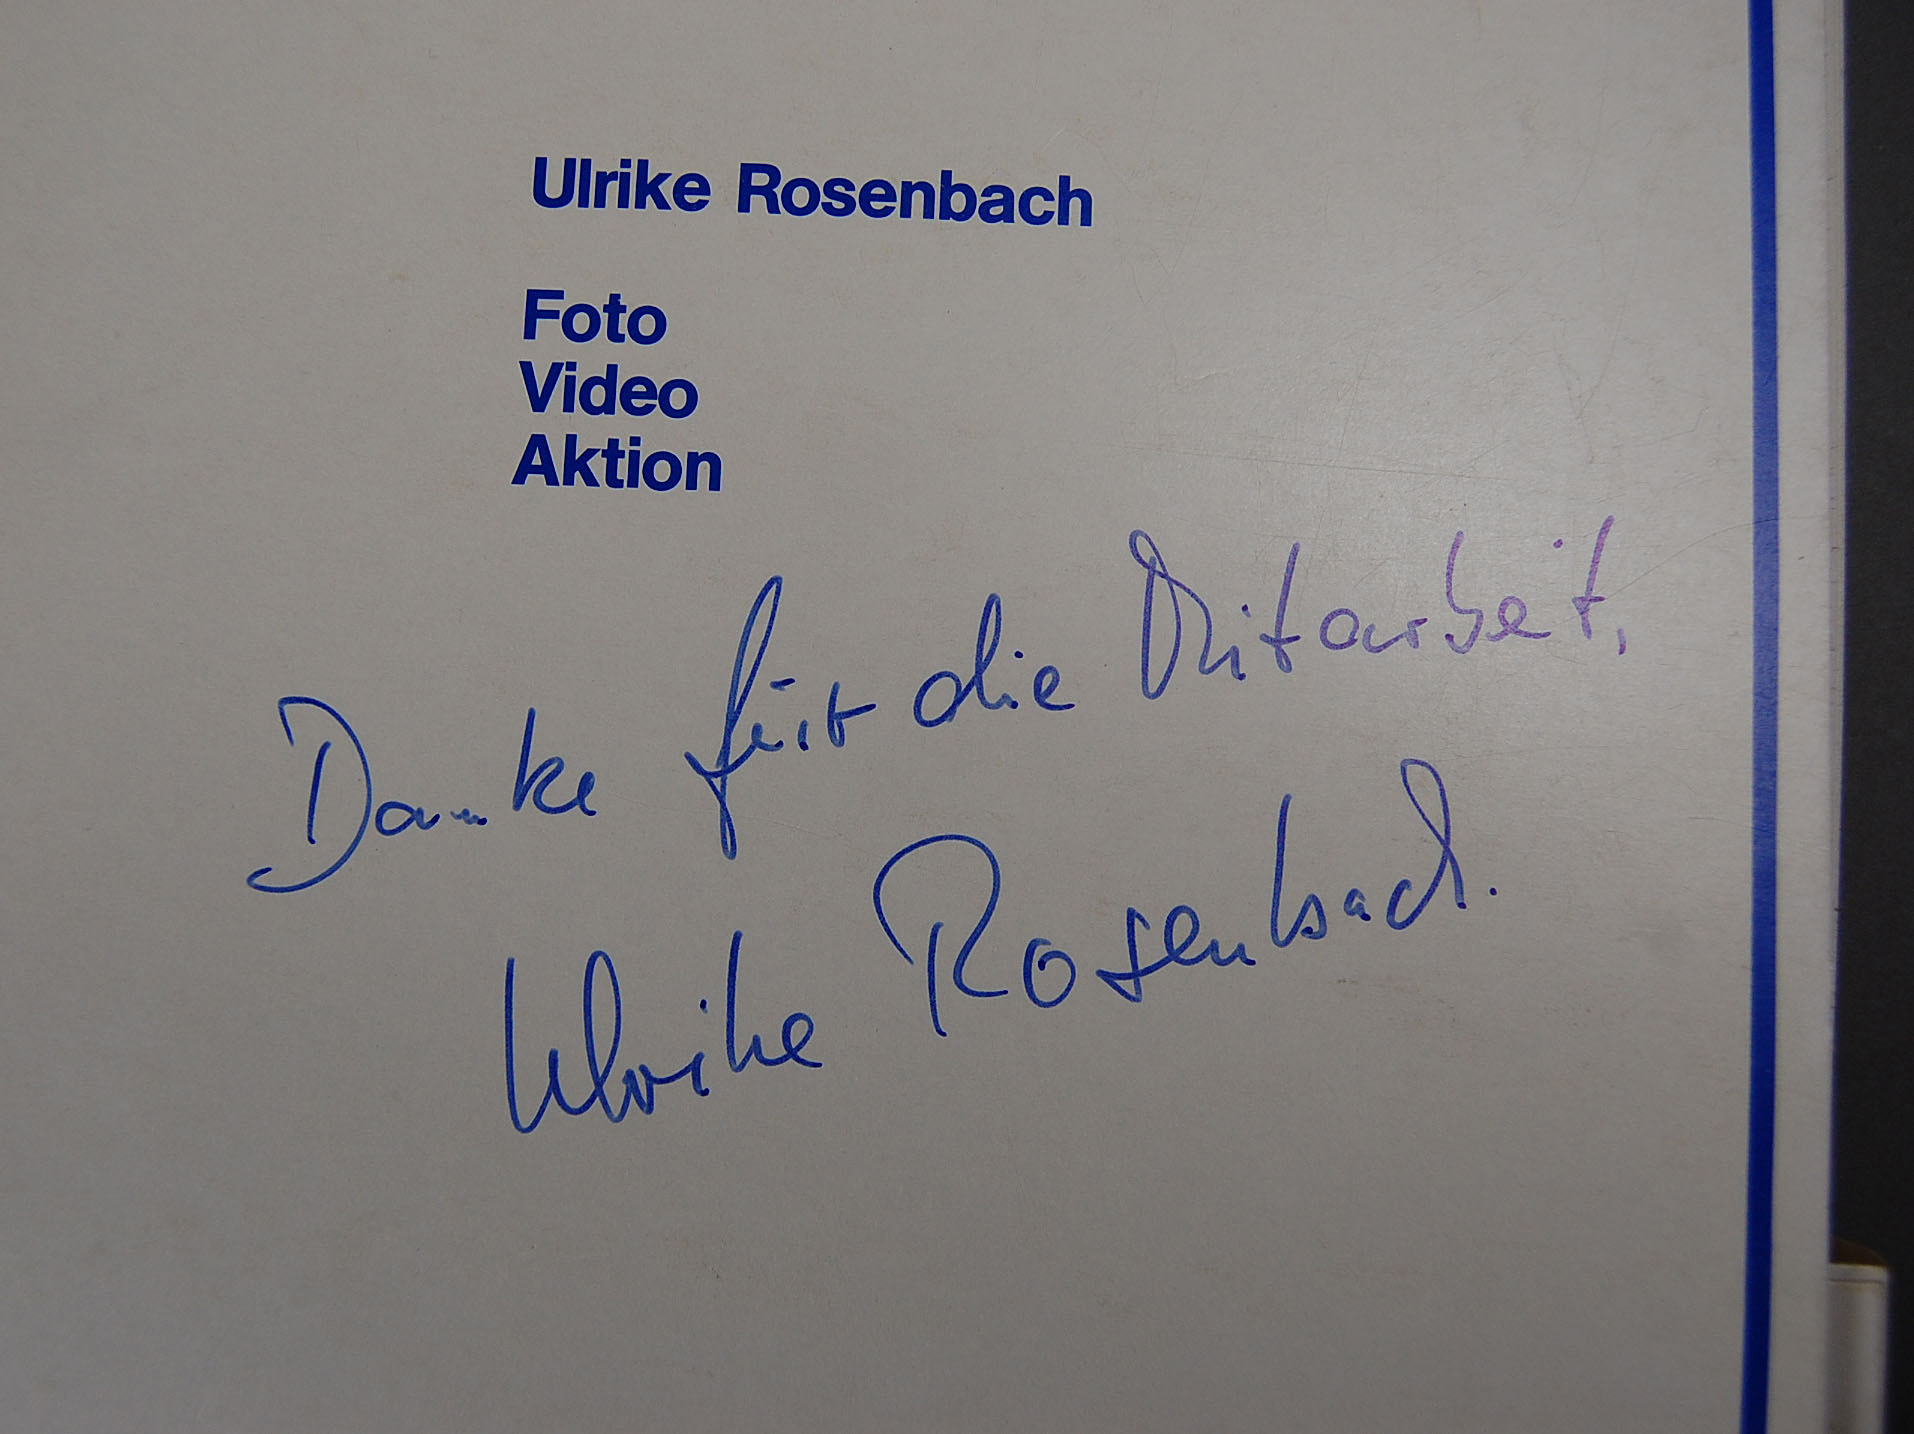 Ulrike Rosenbach
Foto
Video
Aktion
Danke für die Mitarbeit.
Ulrike Rosenbach.